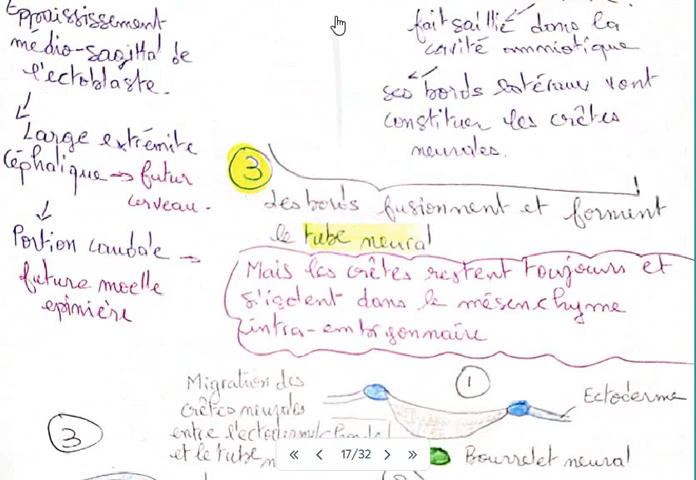 Epaississement
médio-sagittal de
l'ectoblaste.
Large extrémite
Céphalique → futur
cerveau.
Portion caudale →
future moelle
epinière
fait saillie dans la
cavité amniotique
ses bords latéraux vont
constituer les crêtes
neurales.
3
Les bords fusionnent et forment
le tube neural
Mais les crêtes restent toujours et
s'isolent dans le mésenchyme
intra-embryonnaire
Migration des
crêtes neurales
entre l'ectoderme
et le tube
3
1
Ectoderme
Bourrelet neural
17/32